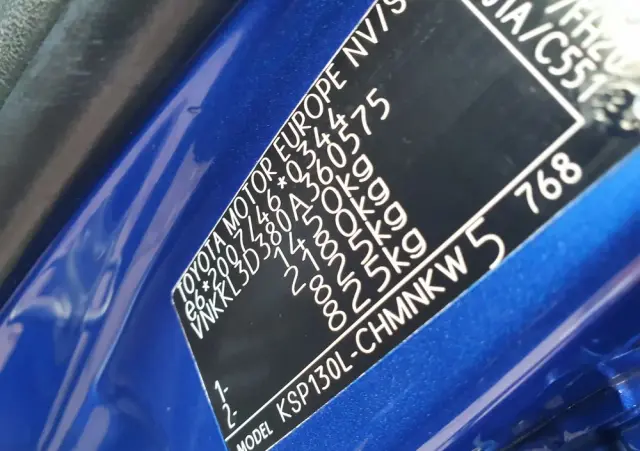 TOYOTA MOTOR EUROPE NV/S
e6*2007/46*0344
VNKKL3D380A360575
1450kg
2180kg
1- 825kg
2- 825kg
MODEL KSP130L-CHMNKW 5 768
/C551